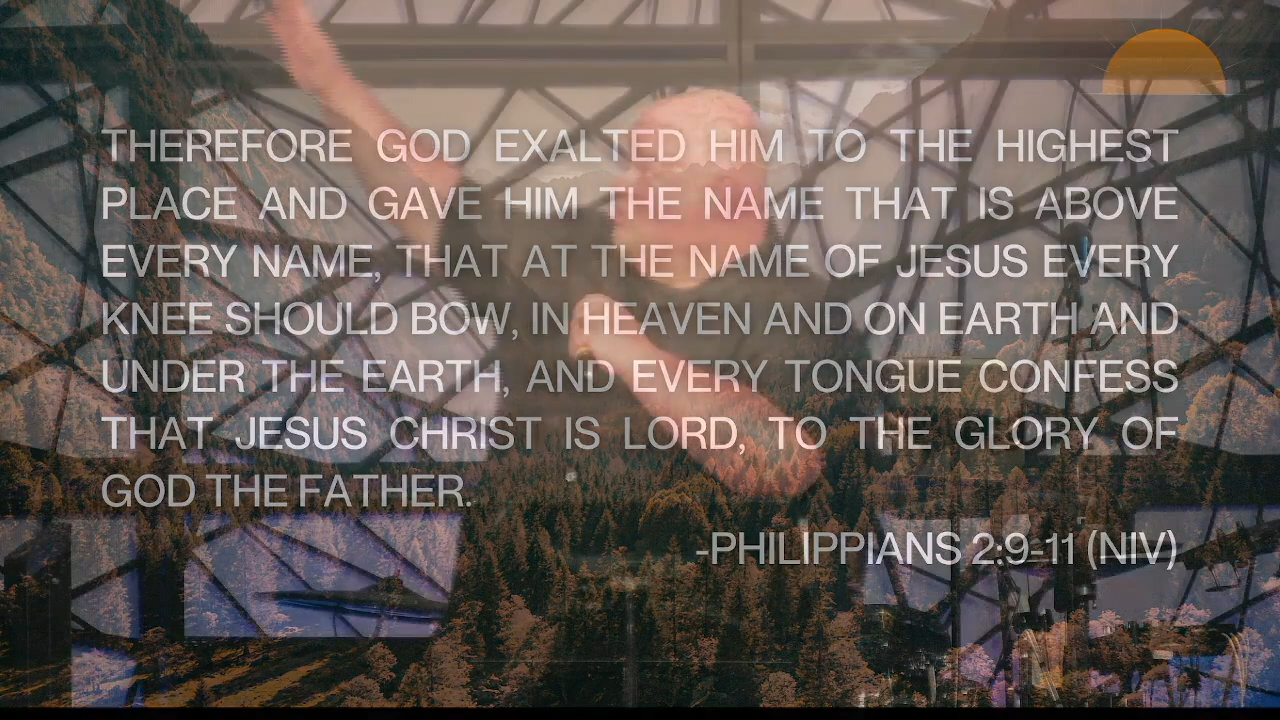 THEREFORE GOD EXALTED HIM TO THE HIGHEST
PLACE AND GAVE HIM THE NAME THAT IS ABOVE
EVERY NAME, THAT AT THE NAME OF JESUS EVERY
KNEE SHOULD BOW, IN HEAVEN AND ON EARTH AND
UNDER THE EARTH, AND EVERY TONGUE CONFESS
THAT JESUS CHRIST IS LORD, TO THE GLORY OF
GOD THE FATHER.
-PHILIPPIANS 2:9-11 (NIV)